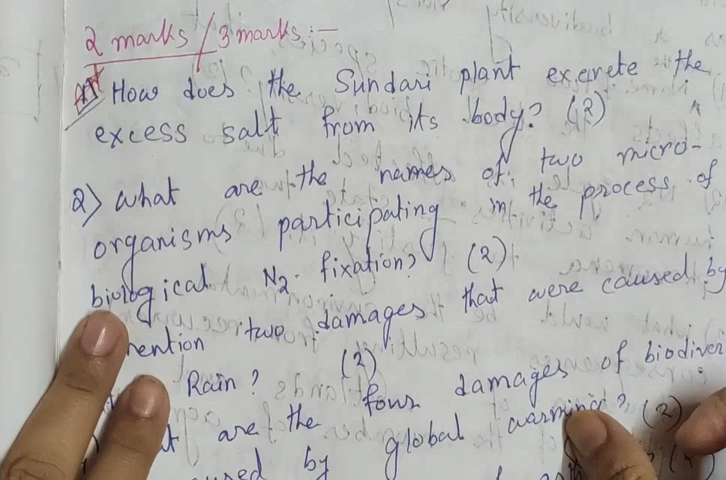 2 marks / 3 marks :-
How does the Sundari plant excrete the
excess salt from its body? (2)
2) What are the names of two micro-
organisms participating in the process of
biological N2 fixation? (2)
mention two damages that were caused by
Rain? (2)
are the four damages of biodiver
by global warming? (2)